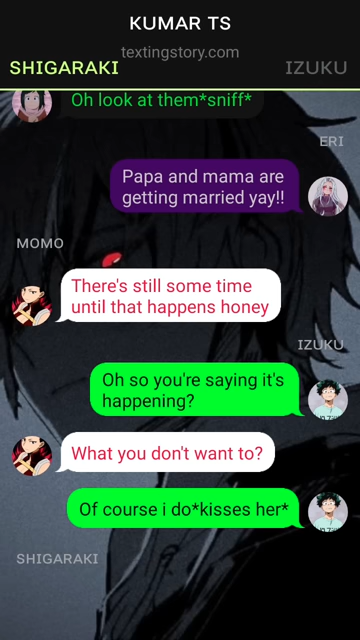 KUMAR TS
textingstory.com
SHIGARAKI
IZUKU
Oh look at them*sniff*
ERI
Papa and mama are
getting married yay!!
MOMO
There's still some time
until that happens honey
IZUKU
Oh so you're saying it's
happening?
What you don't want to?
Of course i do*kisses her*
SHIGARAKI